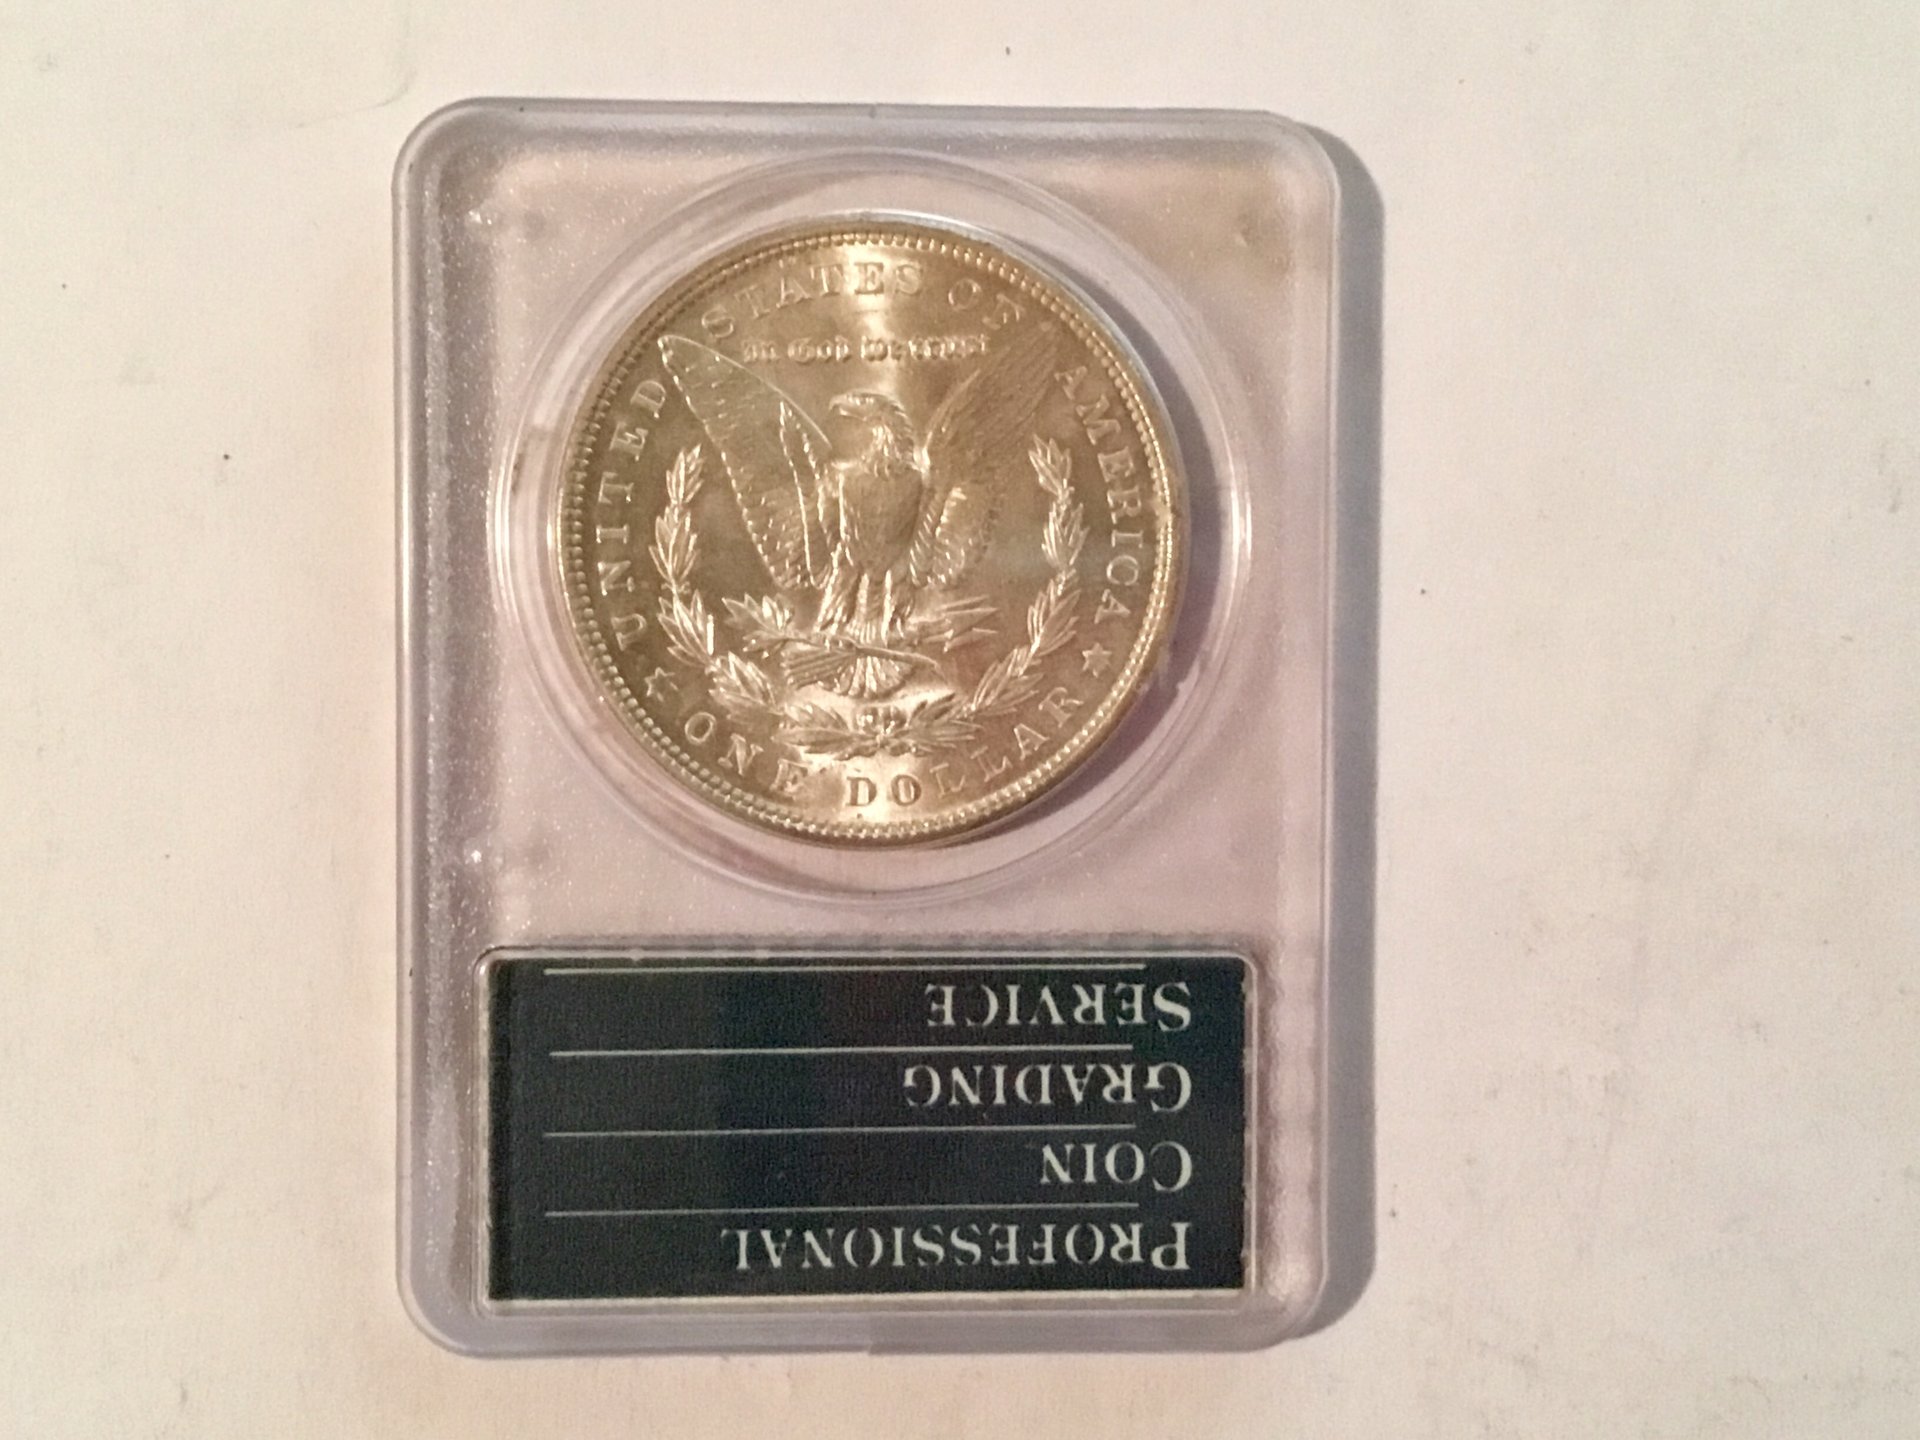 UNITED STATES OF AMERICA
In God we trust
ONE DOLLAR
PROFESSIONAL
COIN
GRADING
SERVICE